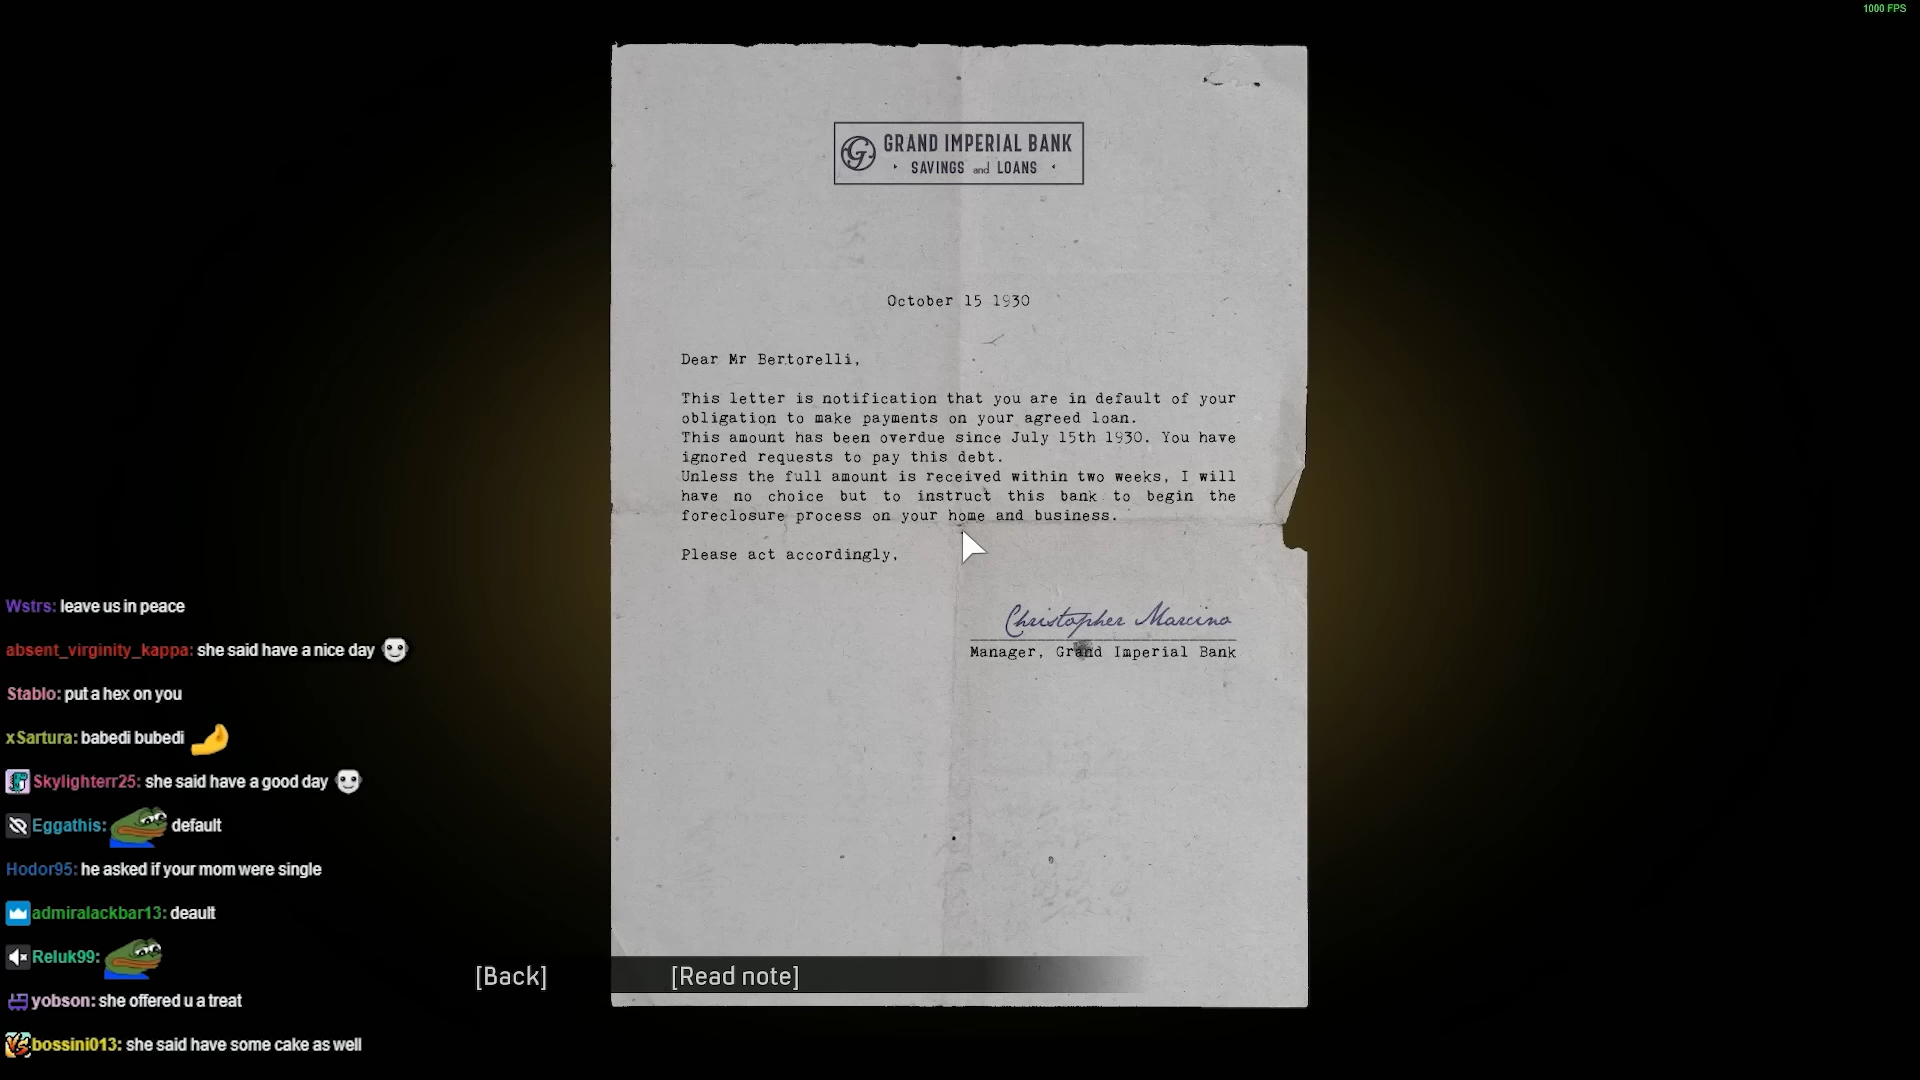 1000 FPS
GRAND IMPERIAL BANK
SAVINGS and LOANS
October 15 1930
Dear Mr Bertorelli,
This letter is notification that you are in default of your
obligation to make payments on your agreed loan.
This amount has been overdue since July 15th 1930. You have
ignored requests to pay this debt.
Unless the full amount is received within two weeks, I will
have no choice but to instruct this bank to begin the
foreclosure process on your home and business.
Please act accordingly,
Christopher Marcino
Manager, Grand Imperial Bank
[Back]
[Read note]
Wstrs: leave us in peace
absent_virginity_kappa: she said have a nice day
Stablo: put a hex on you
xSartura: babedi bubedi
Skylighterr25: she said have a good day
Eggathis: default
Hodor95: he asked if your mom were single
admiralackbar13: deault
Reluk99:
yobson: she offered u a treat
bossini013: she said have some cake as well